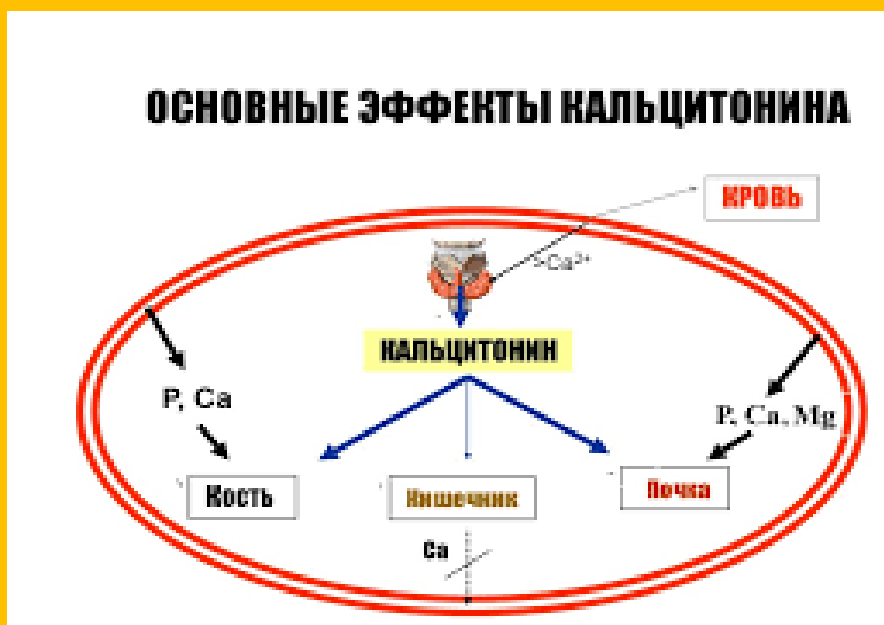 ОСНОВНЫЕ ЭФФЕКТЫ КАЛЬЦИТОНИНА
КРОВЬ
>Ca²⁺
КАЛЬЦИТОНИН
P, Ca
P, Ca, Mg
Кость
Кишечник
Почка
Ca